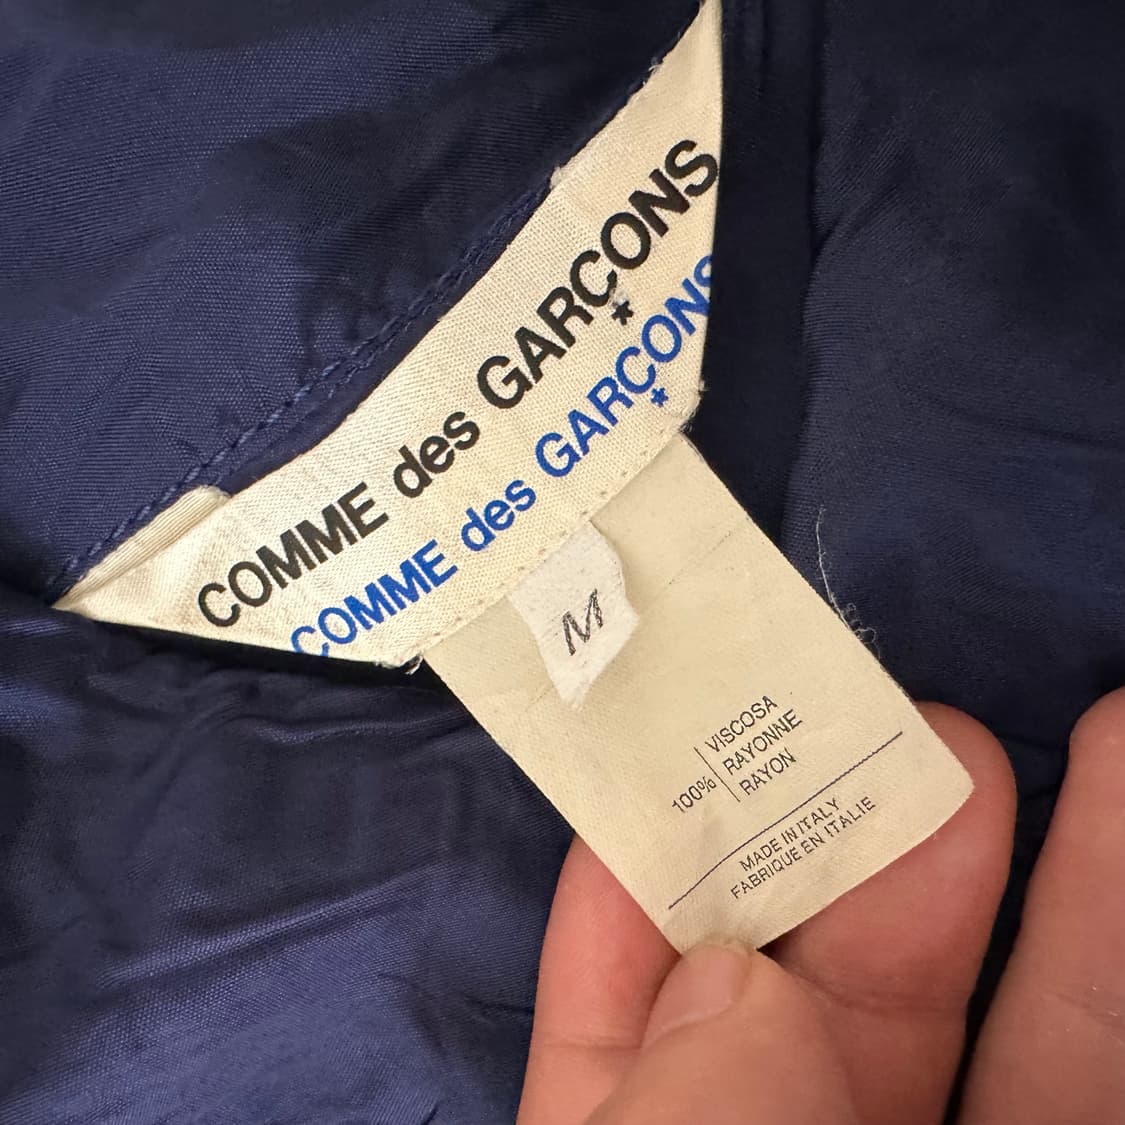 COMME des GARÇONS
*
COMME des GARÇONS
*
M
100%
VISCOSA
RAYONNE
RAYON
MADE IN ITALY
FABRIQUE EN ITALIE